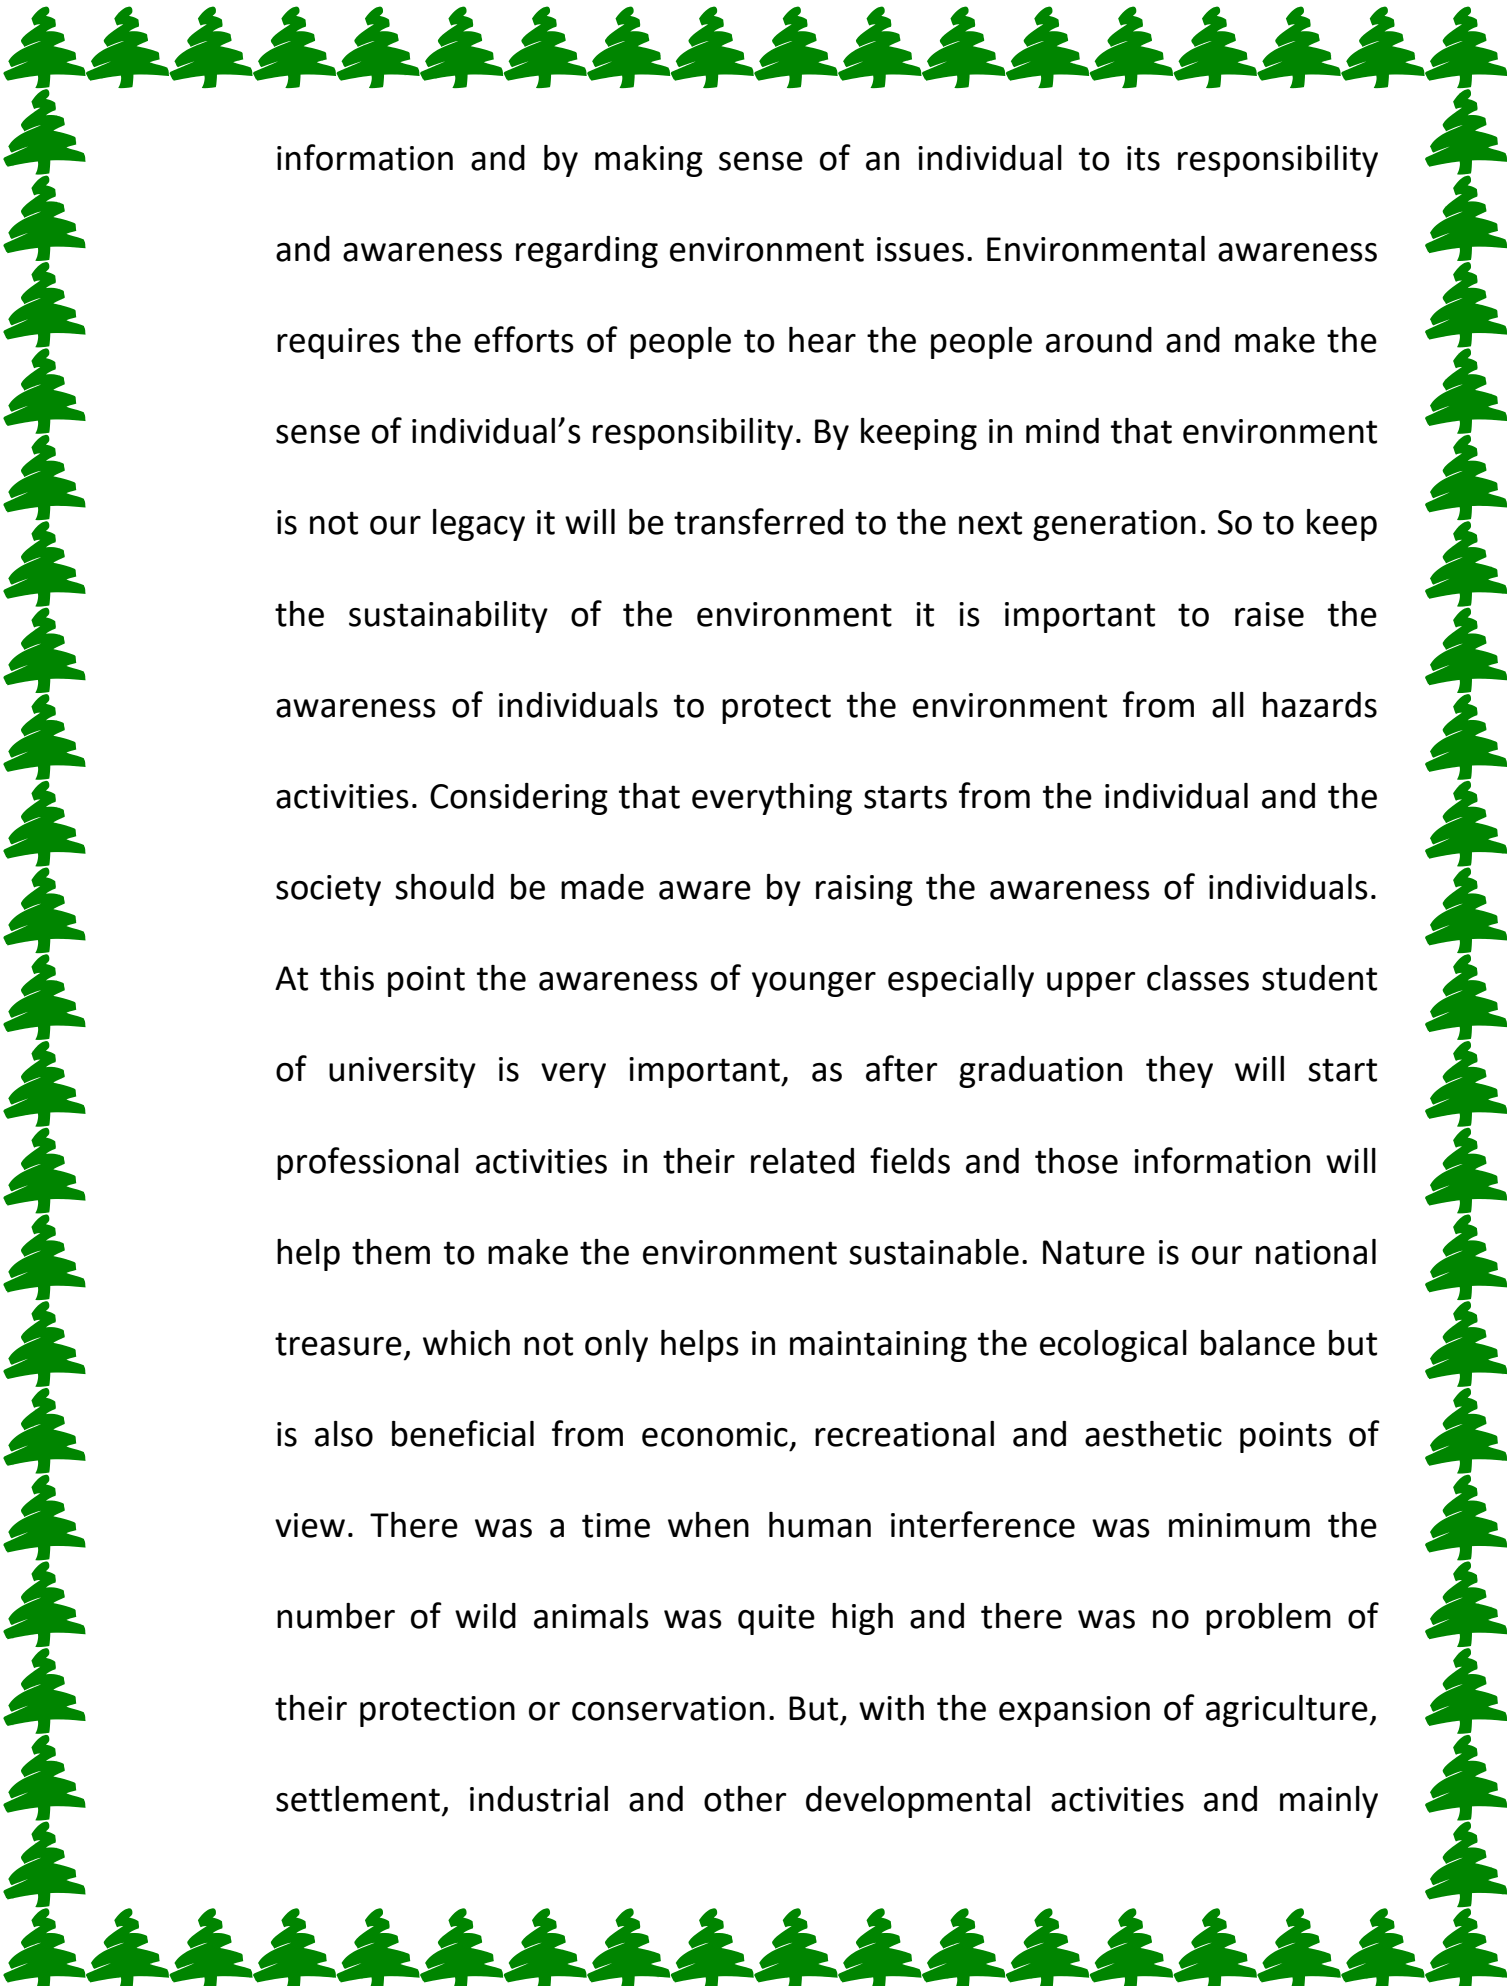 information and by making sense of an individual to its responsibility
and awareness regarding environment issues. Environmental awareness
requires the efforts of people to hear the people around and make the
sense of individual’s responsibility. By keeping in mind that environment
is not our legacy it will be transferred to the next generation. So to keep
the sustainability of the environment it is important to raise the
awareness of individuals to protect the environment from all hazards
activities. Considering that everything starts from the individual and the
society should be made aware by raising the awareness of individuals.
At this point the awareness of younger especially upper classes student
of university is very important, as after graduation they will start
professional activities in their related fields and those information will
help them to make the environment sustainable. Nature is our national
treasure, which not only helps in maintaining the ecological balance but
is also beneficial from economic, recreational and aesthetic points of
view. There was a time when human interference was minimum the
number of wild animals was quite high and there was no problem of
their protection or conservation. But, with the expansion of agriculture,
settlement, industrial and other developmental activities and mainly